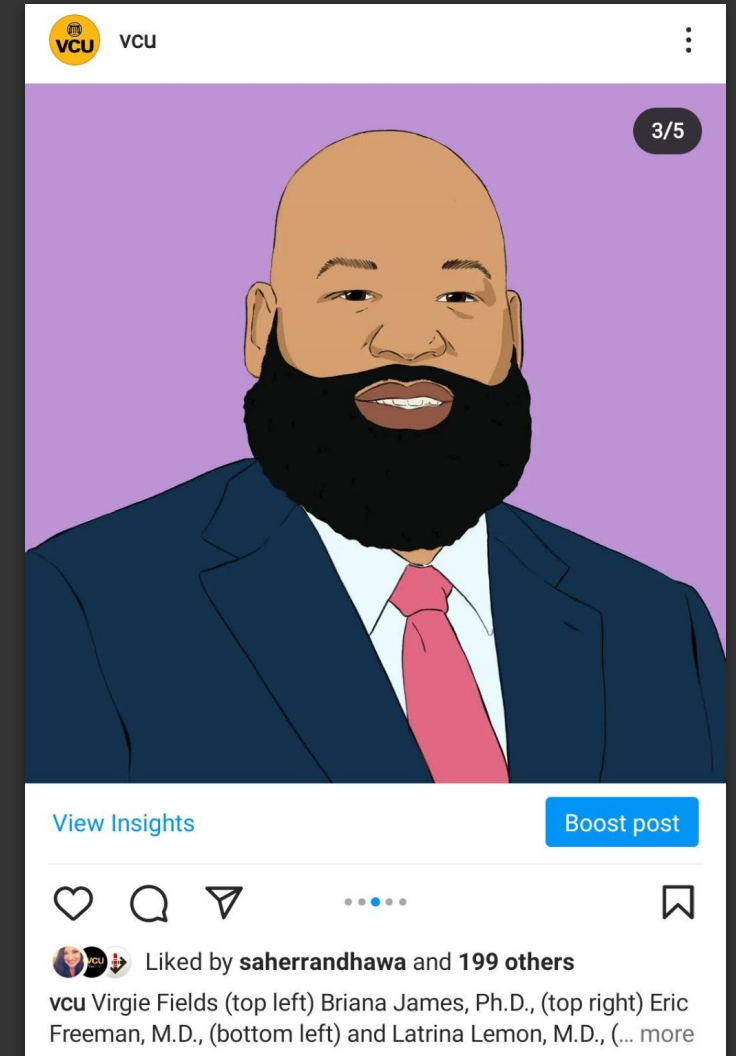 VCU
vcu
3/5
View Insights
Boost post
VCU
Liked by saherrandhawa and 199 others
vcu Virgie Fields (top left) Briana James, Ph.D., (top right) Eric
Freeman, M.D., (bottom left) and Latrina Lemon, M.D., (... more